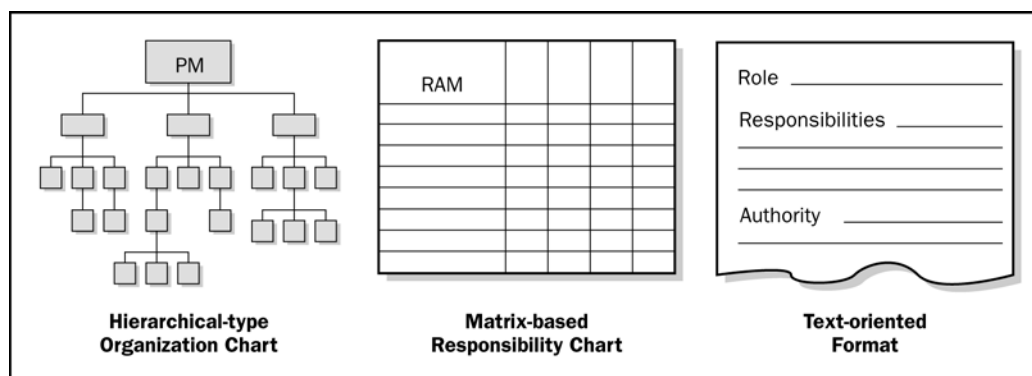 PM
RAM
Role
Responsibilities
Authority
Hierarchical-type
Organization Chart
Matrix-based
Responsibility Chart
Text-oriented
Format